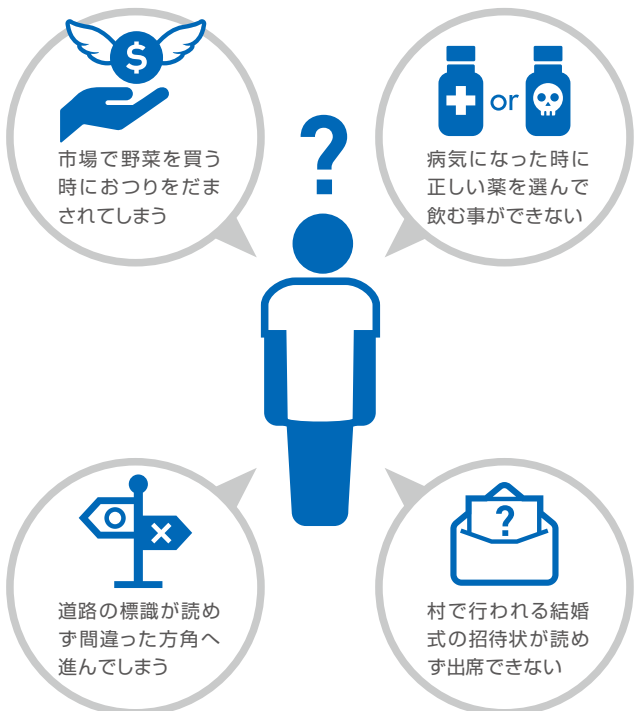 $
市場で野菜を買う
時におつりをだま
されてしまう
?
or
病気になった時に
正しい薬を選んで
飲む事ができない
道路の標識が読め
ず間違った方角へ
進んでしまう
?
村で行われる結婚
式の招待状が読め
ず出席できない